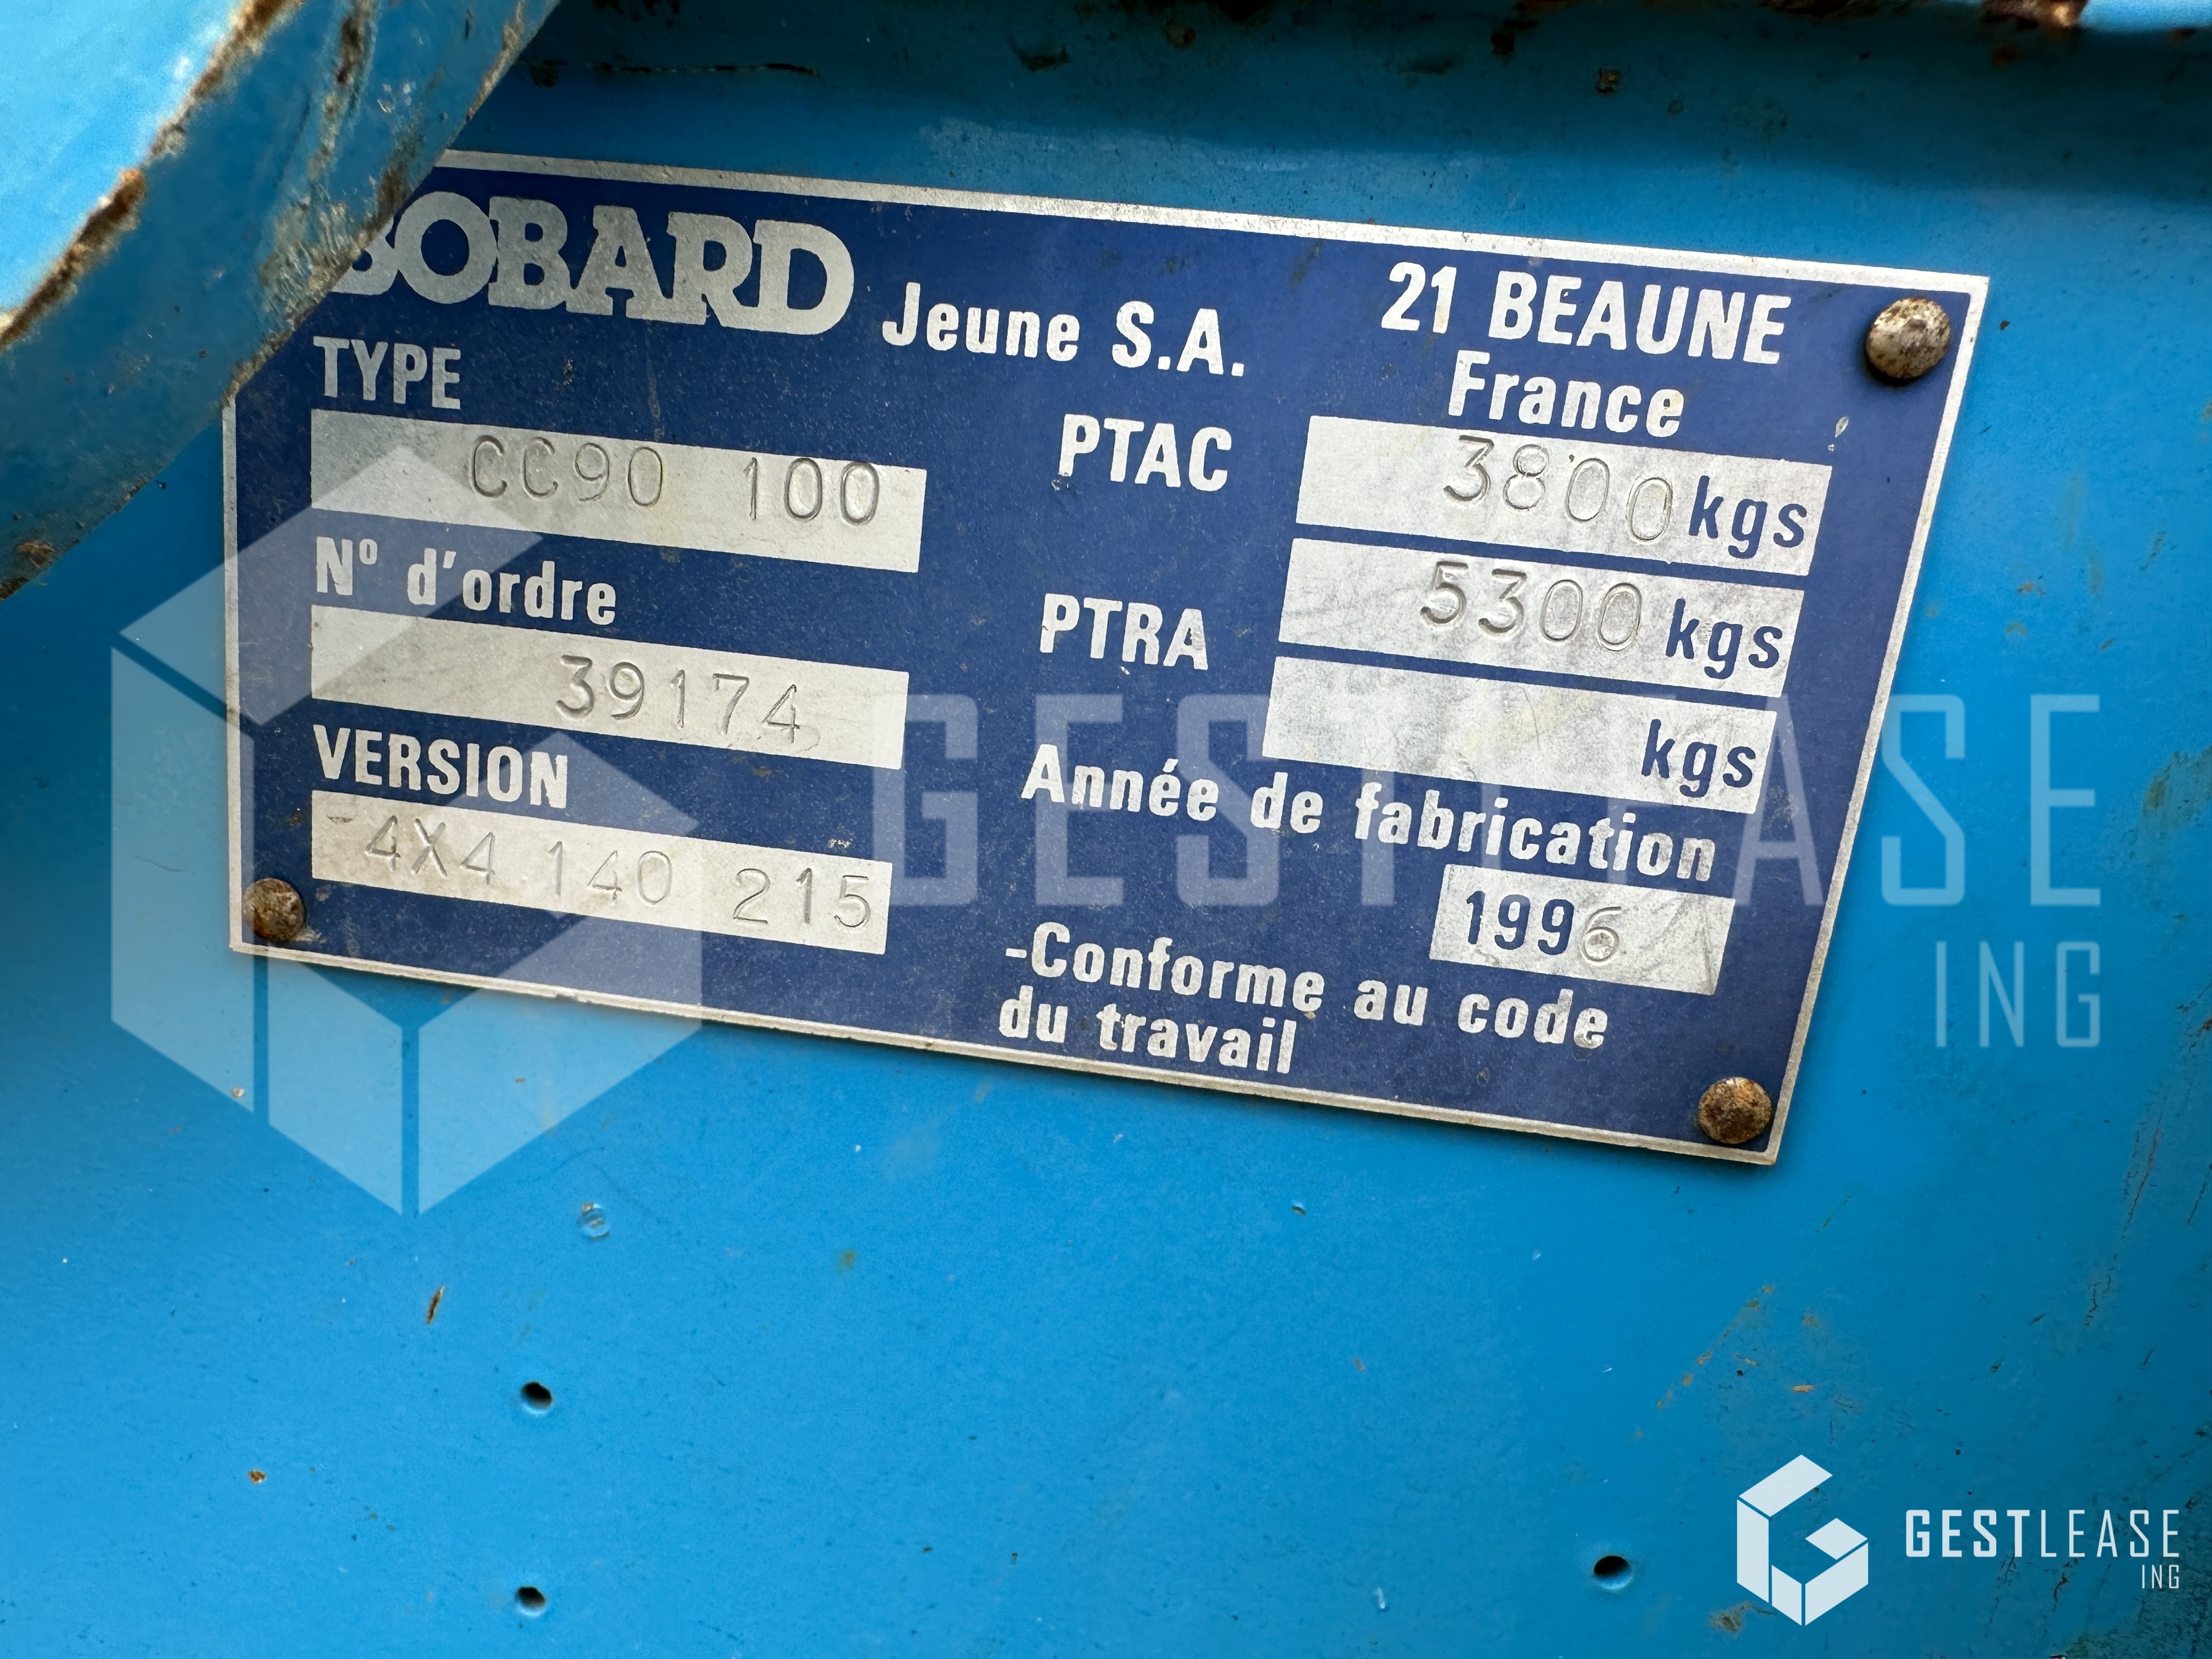 BOBARD Jeune S.A.
21 BEAUNE
France
TYPE
CC90 100
N° d'ordre
39174
VERSION
4X4 140 215
PTAC 3800 kgs
PTRA 5300 kgs
kgs
Année de fabrication
1996
-Conforme au code
du travail
GESTLEASE
ING
GESTLEASE
ING